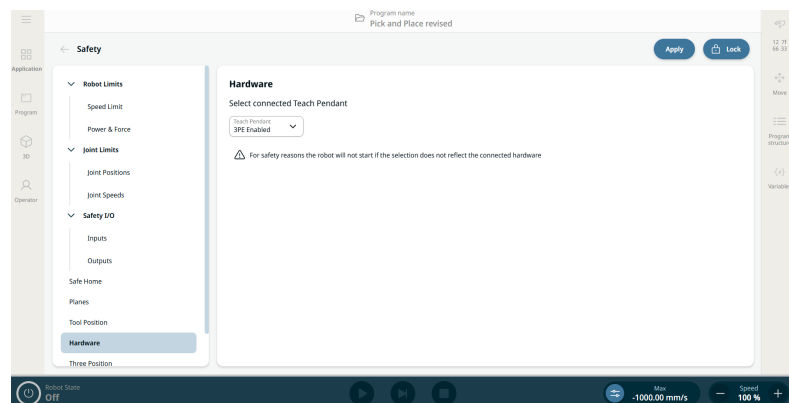 Program name
Pick and Place revised
Safety
Apply
Lock
Application
Program
3D
Operator
Robot Limits
Speed Limit
Power & Force
Joint Limits
Joint Positions
Joint Speeds
Safety I/O
Inputs
Outputs
Safe Home
Planes
Tool Position
Hardware
Three Position
Hardware
Select connected Teach Pendant
Teach Pendant
3PE Enabled
For safety reasons the robot will not start if the selection does not reflect the connected hardware
Move
Program
structure
(x)
Variable
Robot State
Off
Max
-1000.00 mm/s
Speed
100 %